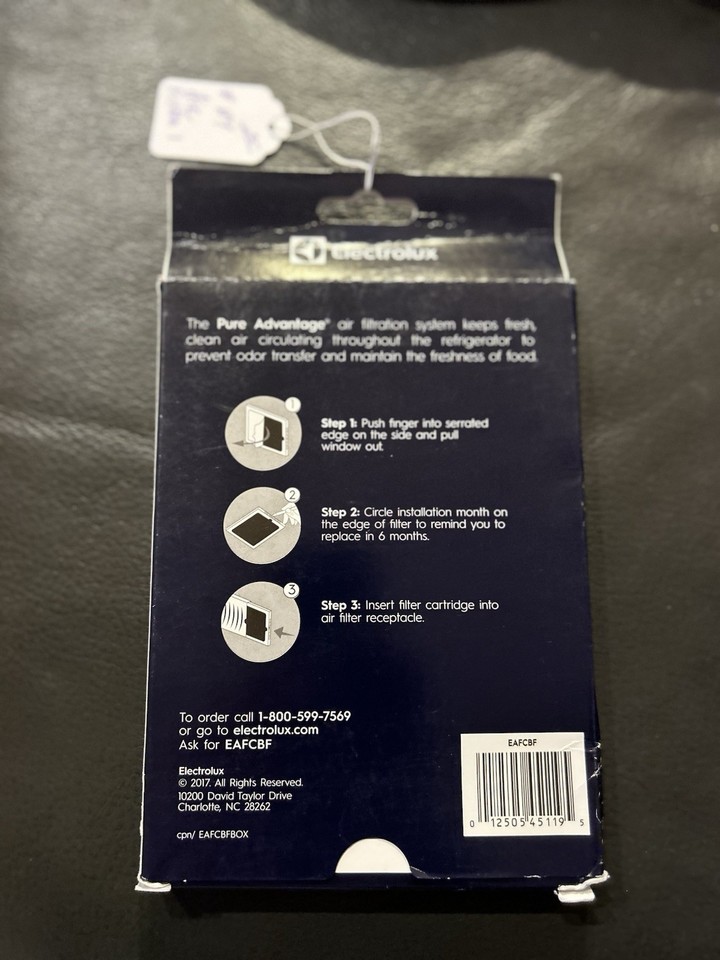 electrolux
The Pure Advantage® air filtration system keeps fresh,
clean air circulating throughout the refrigerator to
prevent odor transfer and maintain the freshness of food.
1
Step 1: Push finger into serrated
edge on the side and pull
window out.
2
Step 2: Circle installation month on
the edge of filter to remind you to
replace in 6 months.
3
Step 3: Insert filter cartridge into
air filter receptacle.
To order call 1-800-599-7569
or go to electrolux.com
Ask for EAFCBF
Electrolux
© 2017. All Rights Reserved.
10200 David Taylor Drive
Charlotte, NC 28262
cpn/ EAFCBFBOX
EAFCBF
0 12505 45119 5